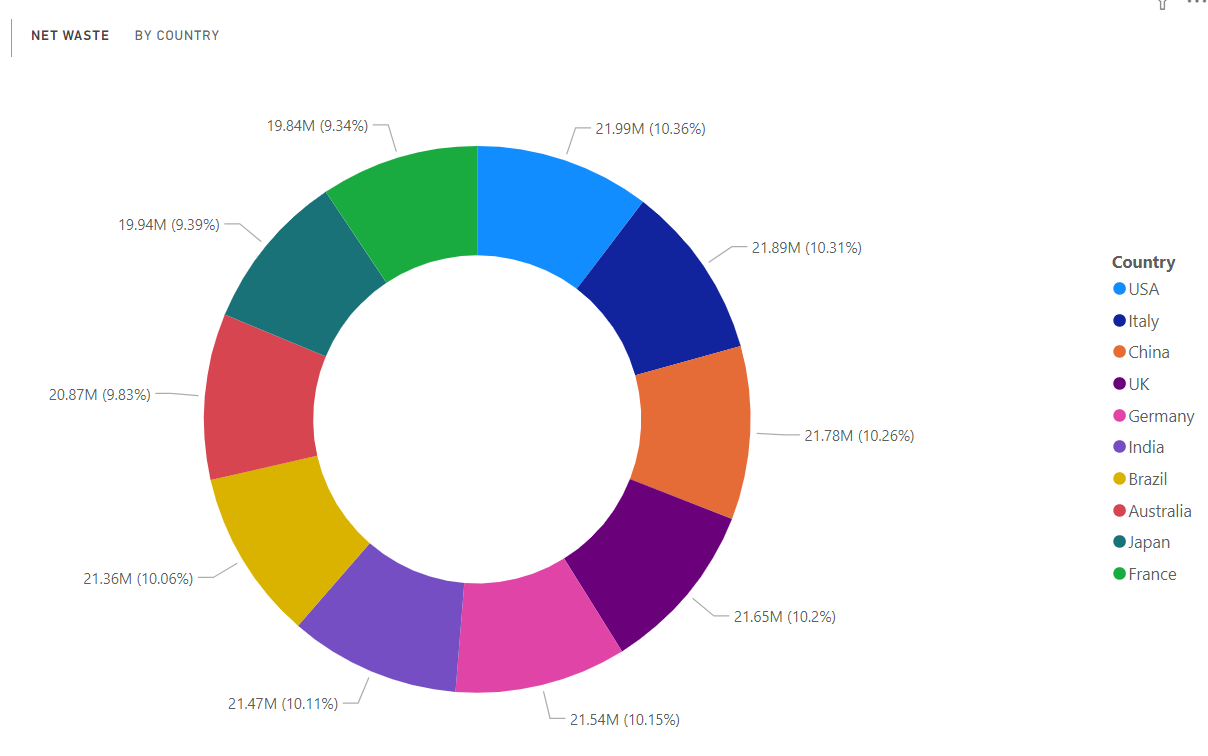 NET WASTE BY COUNTRY
19.84M (9.34%)
21.99M (10.36%)
19.94M (9.39%)
21.89M (10.31%)
20.87M (9.83%)
21.78M (10.26%)
21.36M (10.06%)
21.65M (10.2%)
21.47M (10.11%)
21.54M (10.15%)
Country
USA
Italy
China
UK
Germany
India
Brazil
Australia
Japan
France